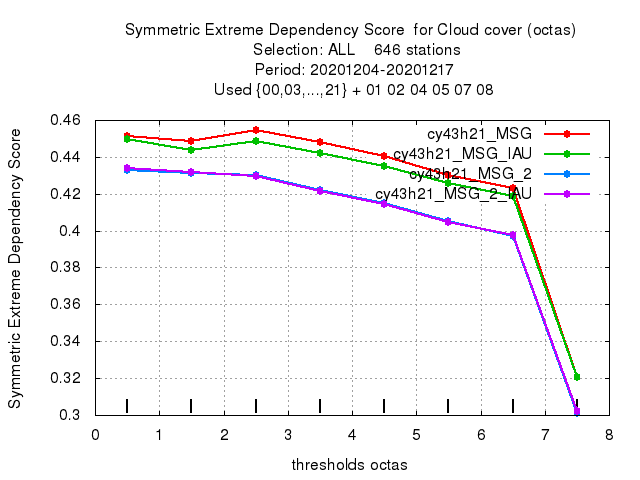 Symmetric Extreme Dependency Score  for Cloud cover (octas)
Selection: ALL    646 stations
Period: 20201204-20201217
Used {00,03,...,21} + 01 02 04 05 07 08
Symmetric Extreme Dependency Score
0.46
0.44
0.42
0.4
0.38
0.36
0.34
0.32
0.3
cy43h21_MSG
cy43h21_MSG_IAU
cy43h21_MSG_2
cy43h21_MSG_2_IAU
0 1 2 3 4 5 6 7 8
thresholds octas